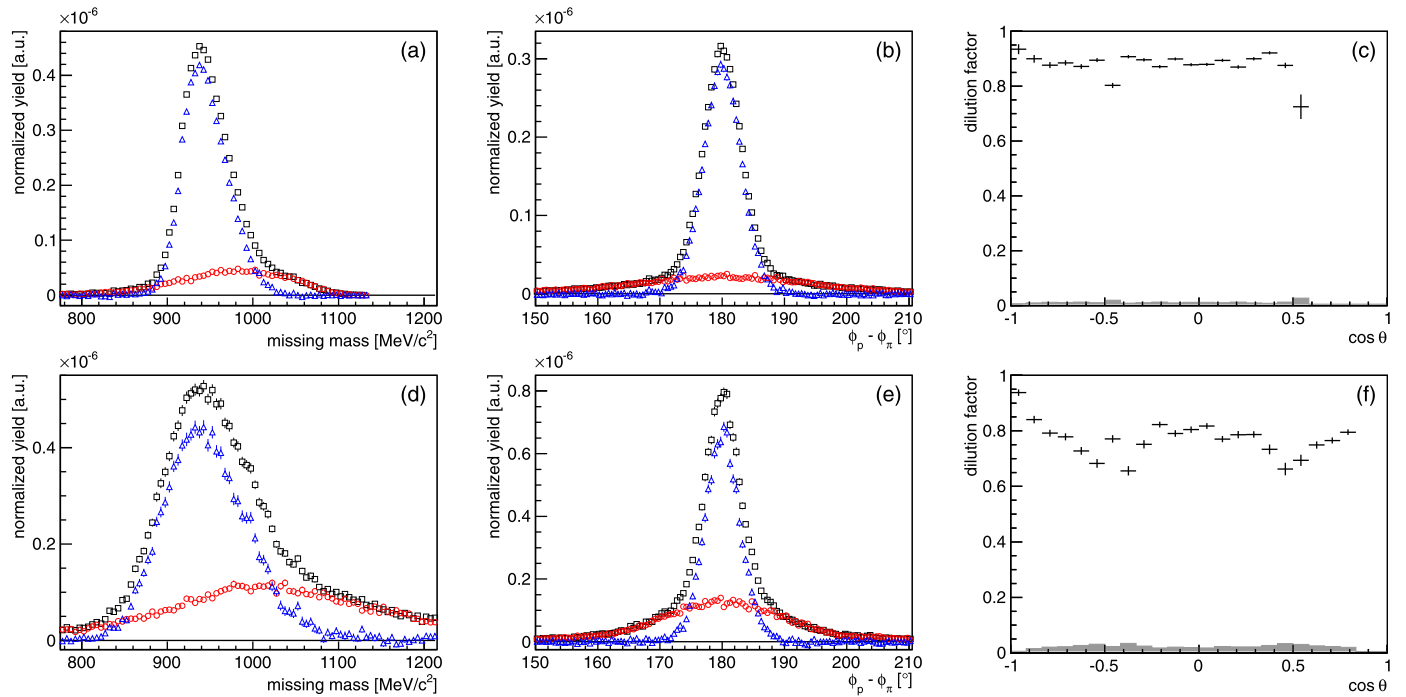 ×10⁻⁶
(a)
normalized yield [a.u.]
0.4
0.2
0.1
0
800 900 1000 1100 1200
missing mass [MeV/c²]
×10⁻⁶
(b)
normalized yield [a.u.]
0.3
0.2
0.1
0
150 160 170 180 190 200 210
ϕp - ϕπ [°]
(c)
dilution factor
1
0.8
0.6
0.4
0.2
0
-1 -0.5 0 0.5 1
cos θ
×10⁻⁶
(d)
normalized yield [a.u.]
0.4
0.2
0
800 900 1000 1100 1200
missing mass [MeV/c²]
×10⁻⁶
(e)
normalized yield [a.u.]
0.8
0.6
0.4
0.2
0
150 160 170 180 190 200 210
ϕp - ϕπ [°]
(f)
dilution factor
1
0.8
0.6
0.4
0.2
0
-1 -0.5 0 0.5 1
cos θ